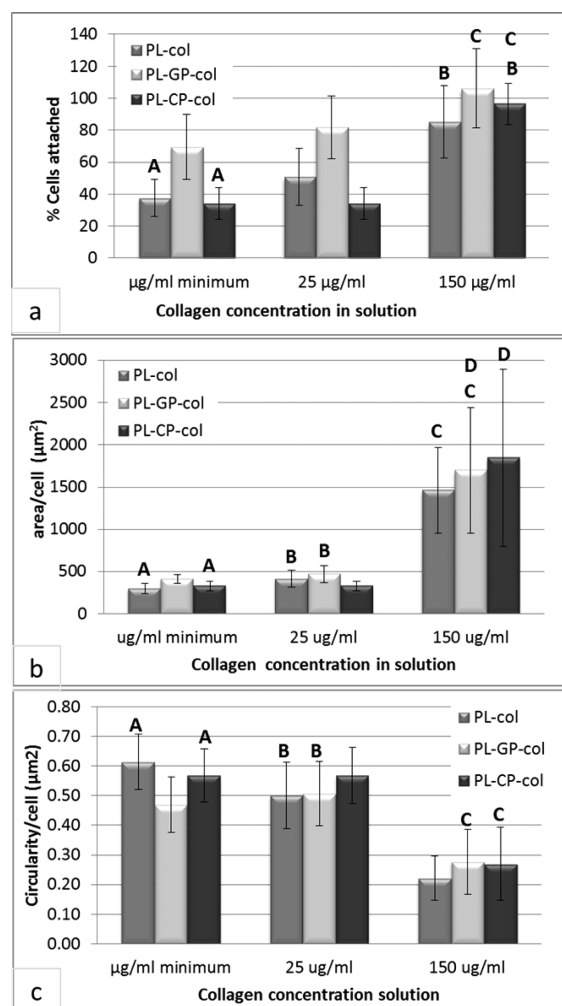 140
120
100
80
60
40
20
0
% Cells attached
PL-col
PL-GP-col
PL-CP-col
A
A
B
C
C
B
µg/ml minimum 25 µg/ml 150 µg/ml
Collagen concentration in solution
a
3000
2500
2000
1500
1000
500
0
area/cell (µm²)
PL-col
PL-GP-col
PL-CP-col
A
A
B
B
C
D
C
D
ug/ml minimum 25 ug/ml 150 ug/ml
Collagen concentration in solution
b
0.80
0.70
0.60
0.50
0.40
0.30
0.20
0.10
0.00
Circularity/cell (µm2)
PL-col
PL-GP-col
PL-CP-col
A
A
B
B
C
C
µg/ml minimum 25 ug/ml 150 ug/ml
Collagen concentration in solution
c